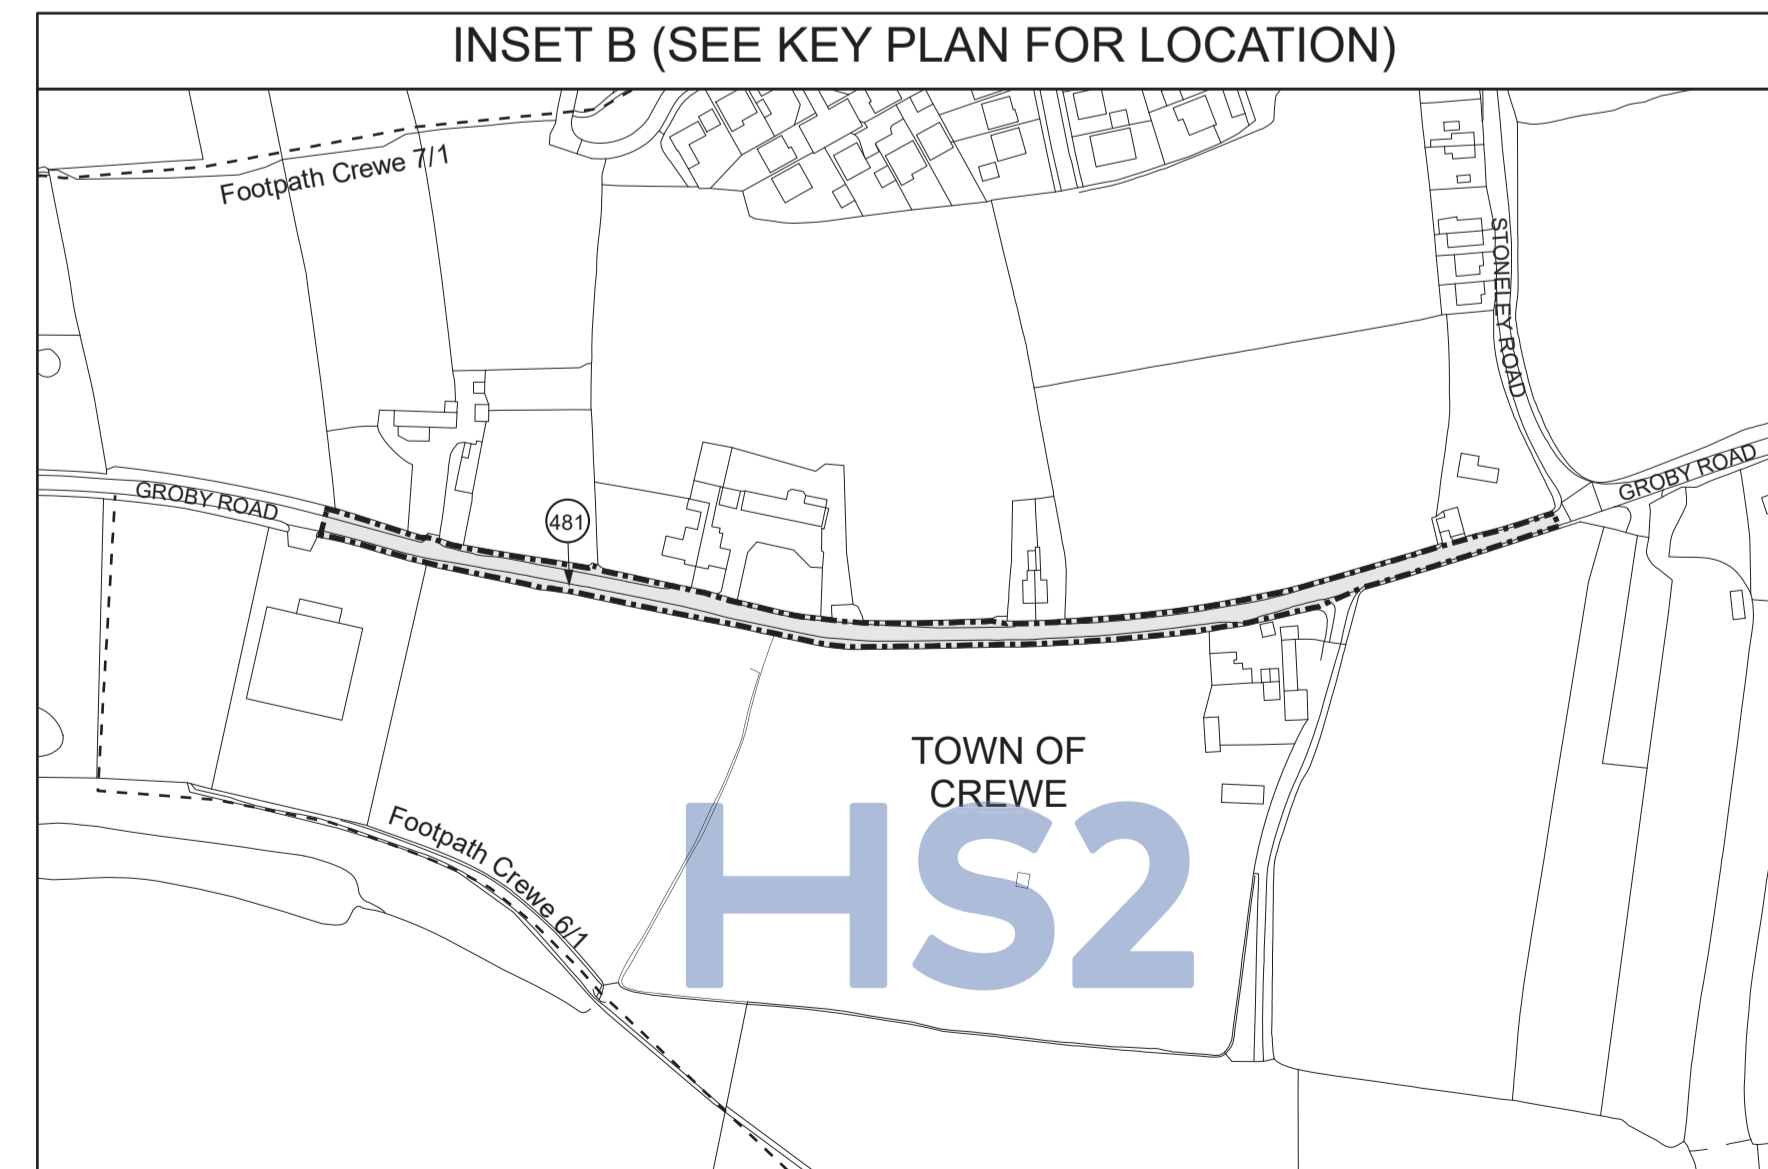 INSET B (SEE KEY PLAN FOR LOCATION)
Footpath Crewe 7/1
STONELEY ROAD
GROBY ROAD
GROBY ROAD
481
TOWN OF
CREWE
HS2
Footpath Crewe 6/1